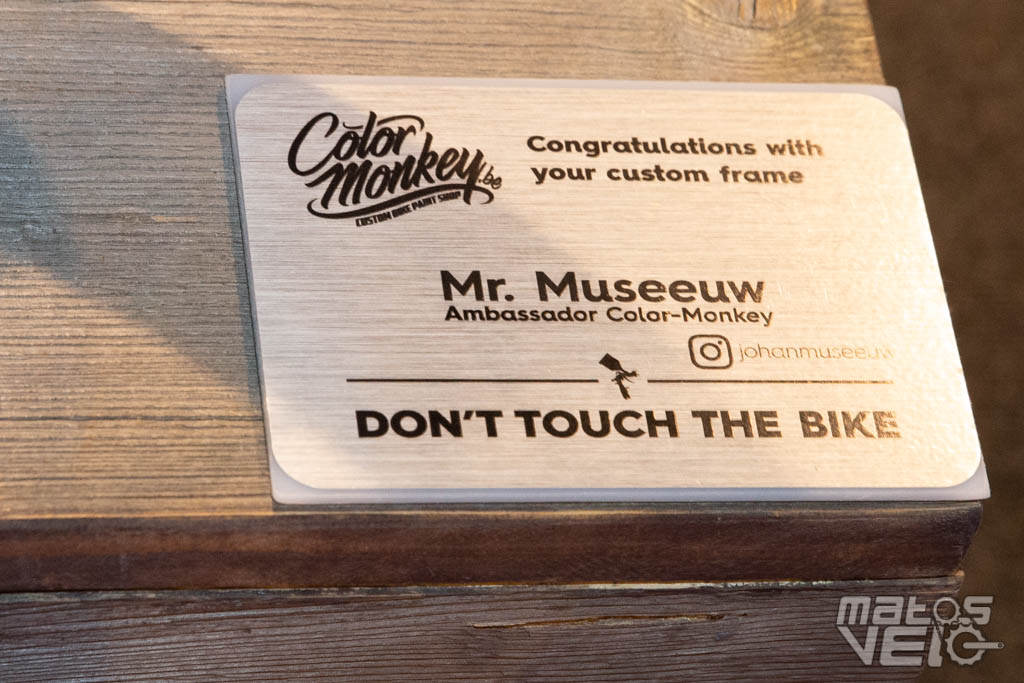 Color
Monkey.be
CUSTOM BIKE PAINT SHOP
Congratulations with
your custom frame
Mr. Museeuw
Ambassador Color-Monkey
johanmuseeuw
DON'T TOUCH THE BIKE
MATOS
VELO